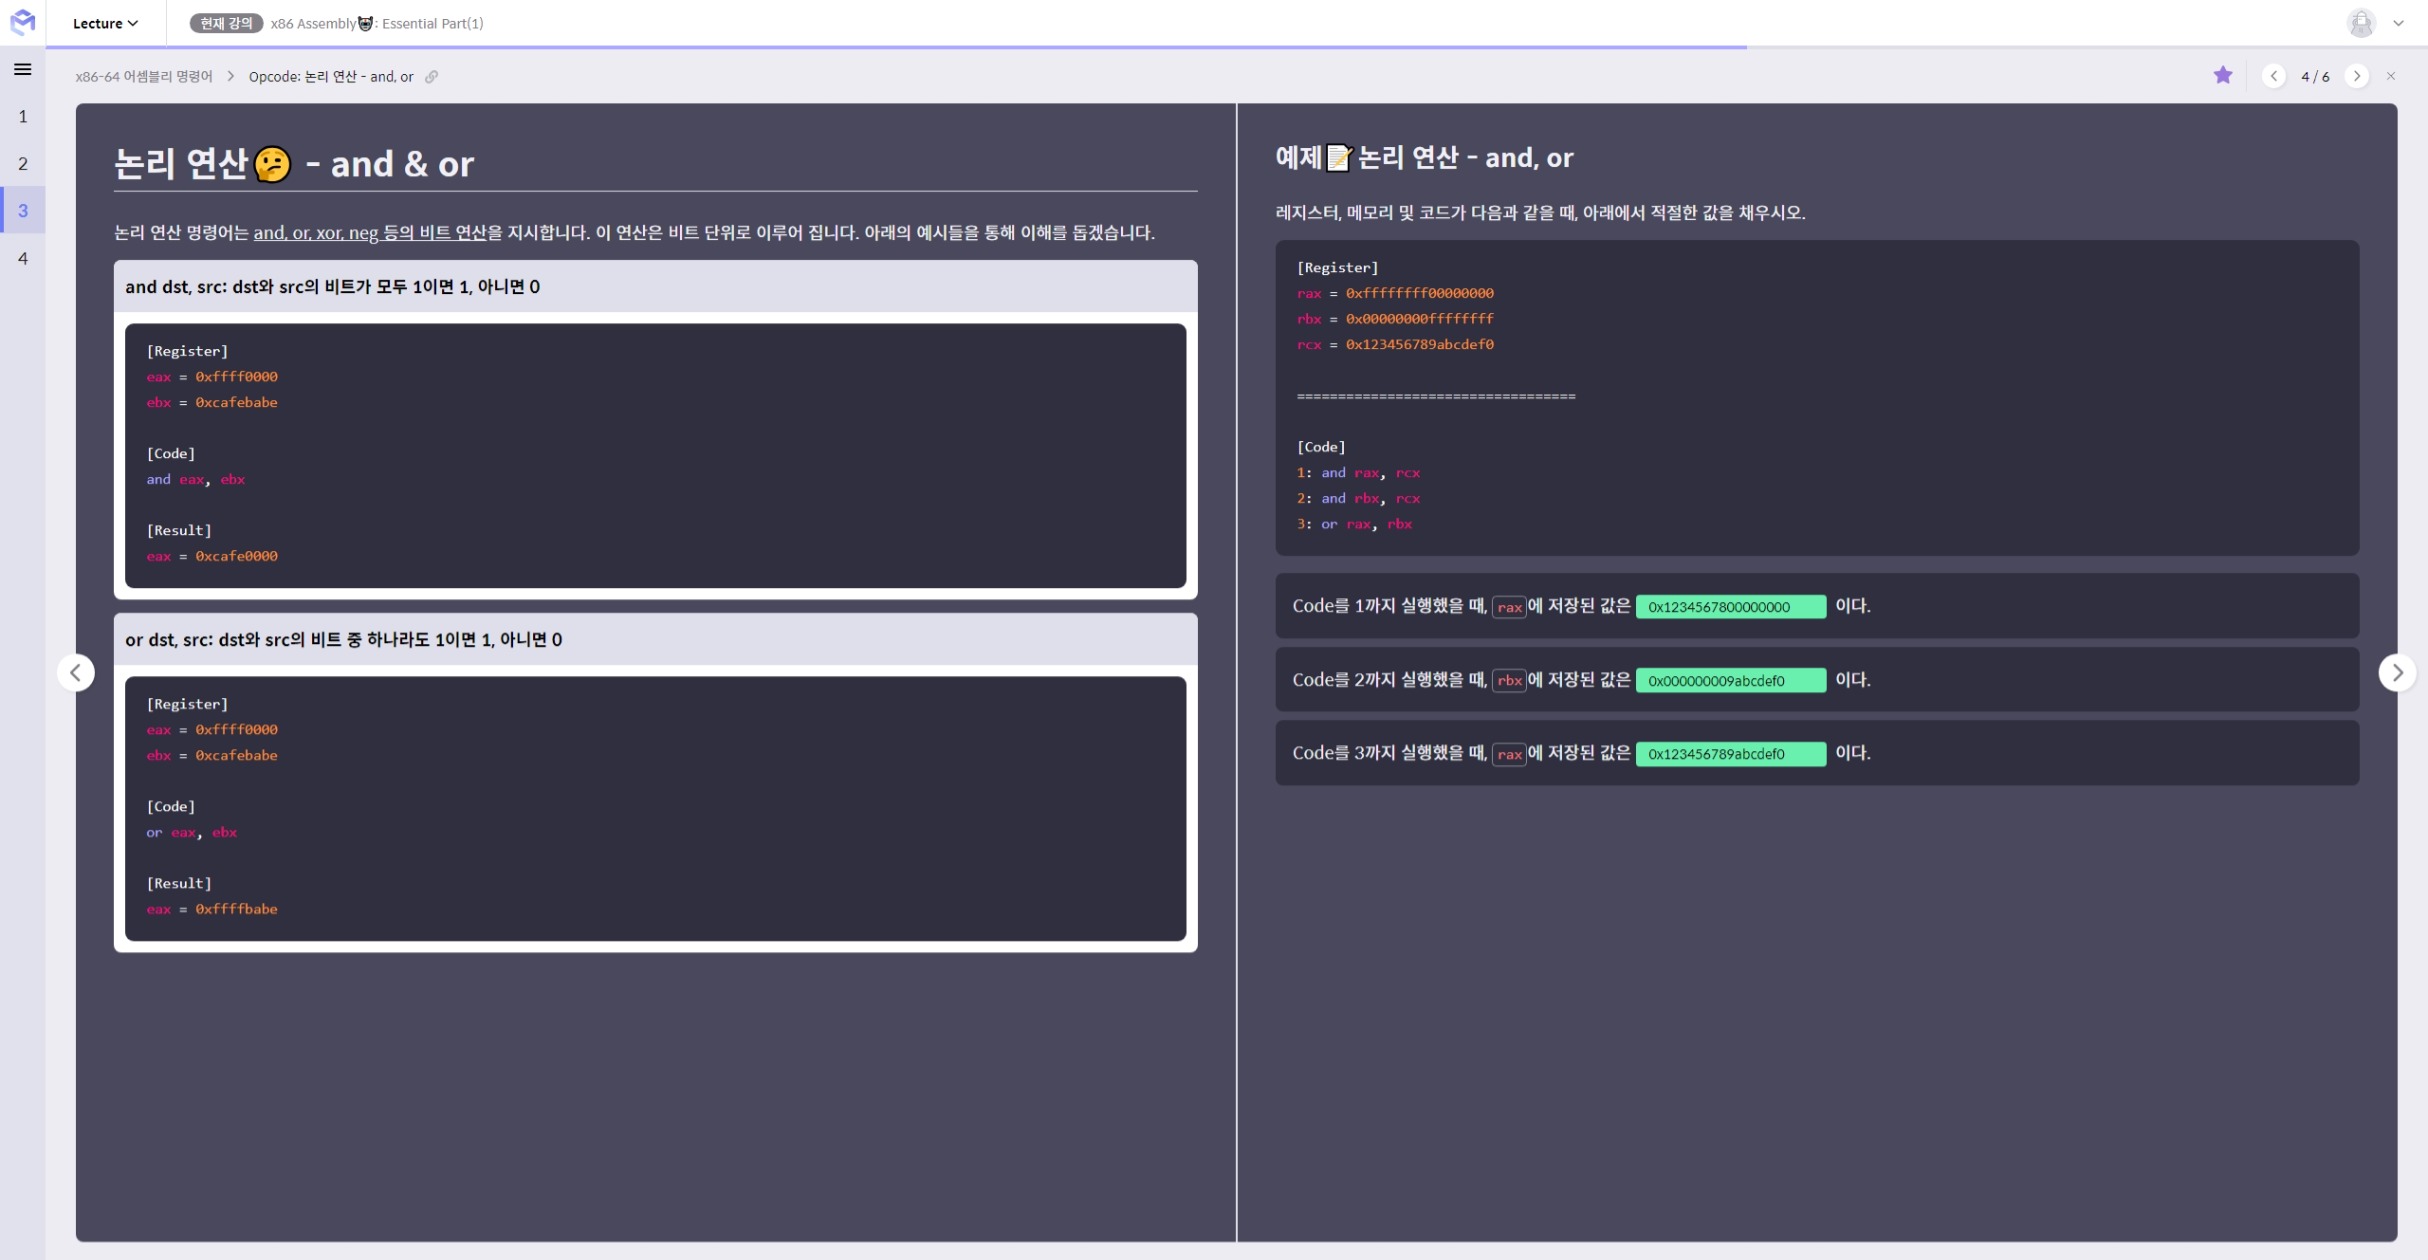 Lecture
현재 강의 x86 Assembly🐼: Essential Part(1)
x86-64 어셈블리 명령어 > Opcode: 논리 연산 - and, or
4 / 6
1
2
3
4
논리 연산🤔 - and & or
논리 연산 명령어는 and, or, xor, neg 등의 비트 연산을 지시합니다. 이 연산은 비트 단위로 이루어 집니다. 아래의 예시들을 통해 이해를 돕겠습니다.
and dst, src: dst와 src의 비트가 모두 1이면 1, 아니면 0
[Register]
eax = 0xffff0000
ebx = 0xcafebabe
[Code]
and eax, ebx
[Result]
eax = 0xcafe0000
or dst, src: dst와 src의 비트 중 하나라도 1이면 1, 아니면 0
[Register]
eax = 0xffff0000
ebx = 0xcafebabe
[Code]
or eax, ebx
[Result]
eax = 0xffffbabe
예제📝논리 연산 - and, or
레지스터, 메모리 및 코드가 다음과 같을 때, 아래에서 적절한 값을 채우시오.
[Register]
rax = 0xffffffff00000000
rbx = 0x00000000ffffffff
rcx = 0x123456789abcdef0
==================================
[Code]
1: and rax, rcx
2: and rbx, rcx
3: or rax, rbx
Code를 1까지 실행했을 때, rax에 저장된 값은 0x1234567800000000 이다.
Code를 2까지 실행했을 때, rbx에 저장된 값은 0x000000009abcdef0 이다.
Code를 3까지 실행했을 때, rax에 저장된 값은 0x123456789abcdef0 이다.